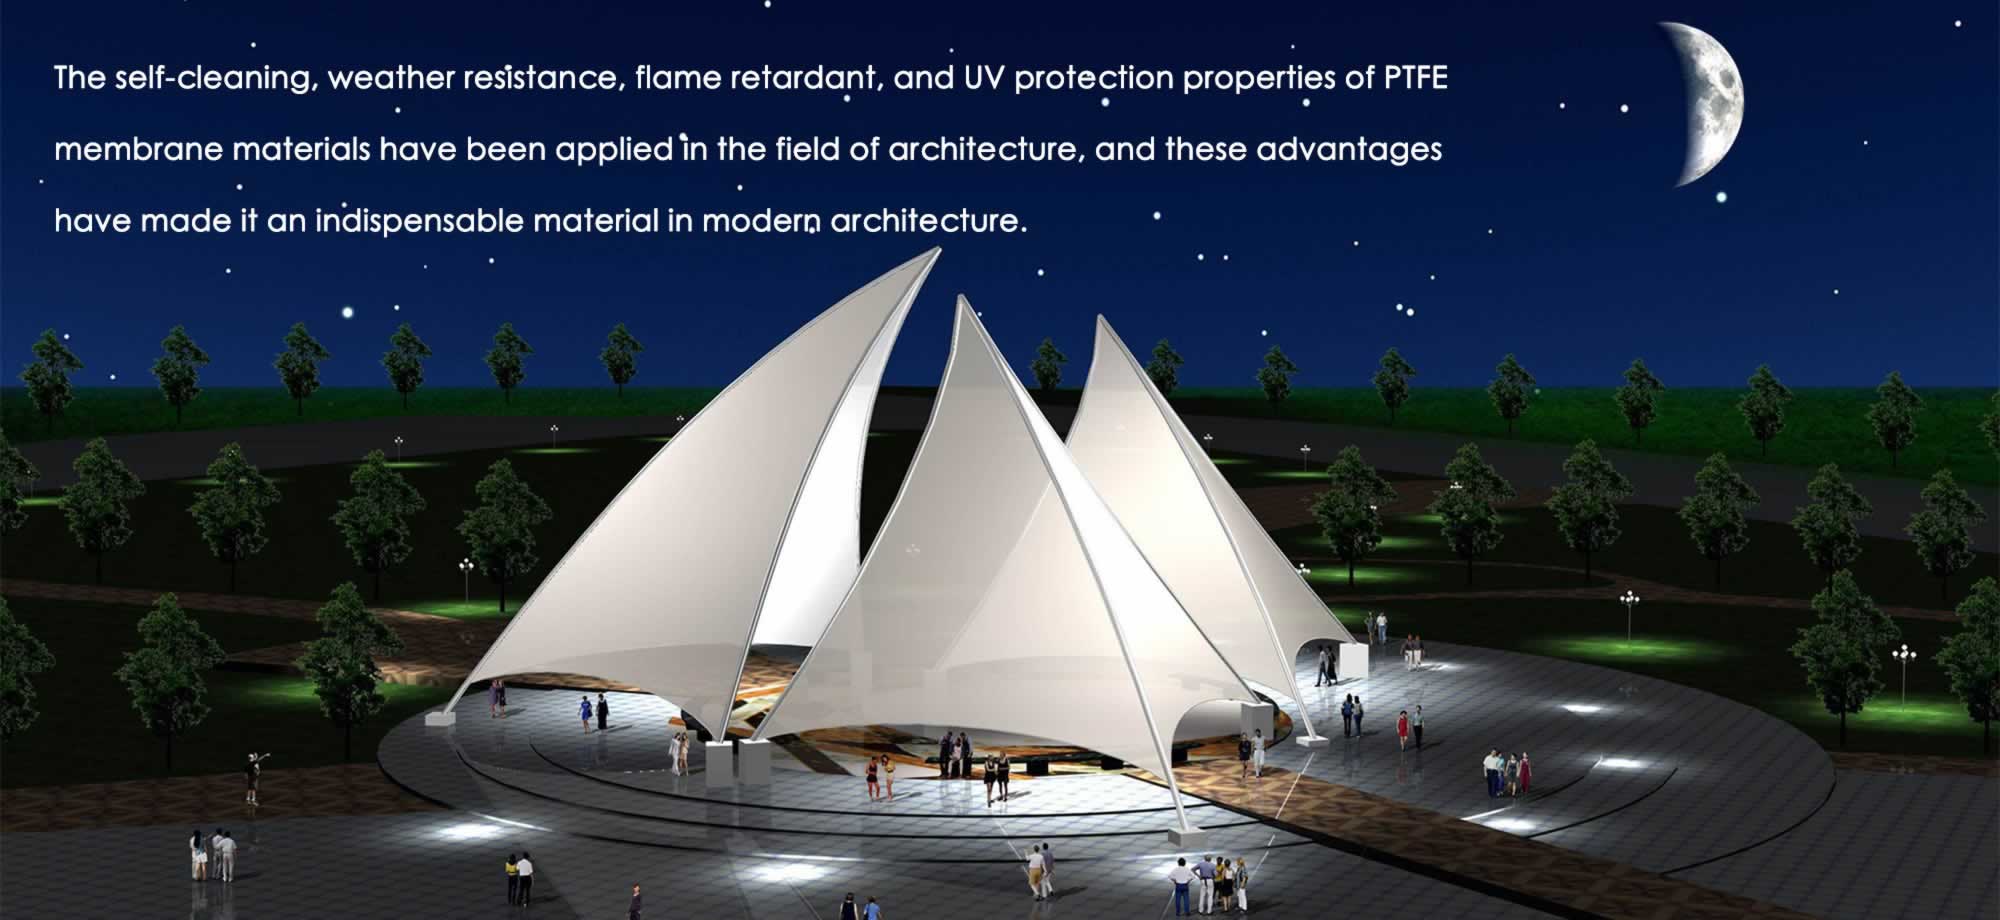 The self-cleaning, weather resistance, flame retardant, and UV protection properties of PTFE
membrane materials have been applied in the field of architecture, and these advantages
have made it an indispensable material in modern architecture.